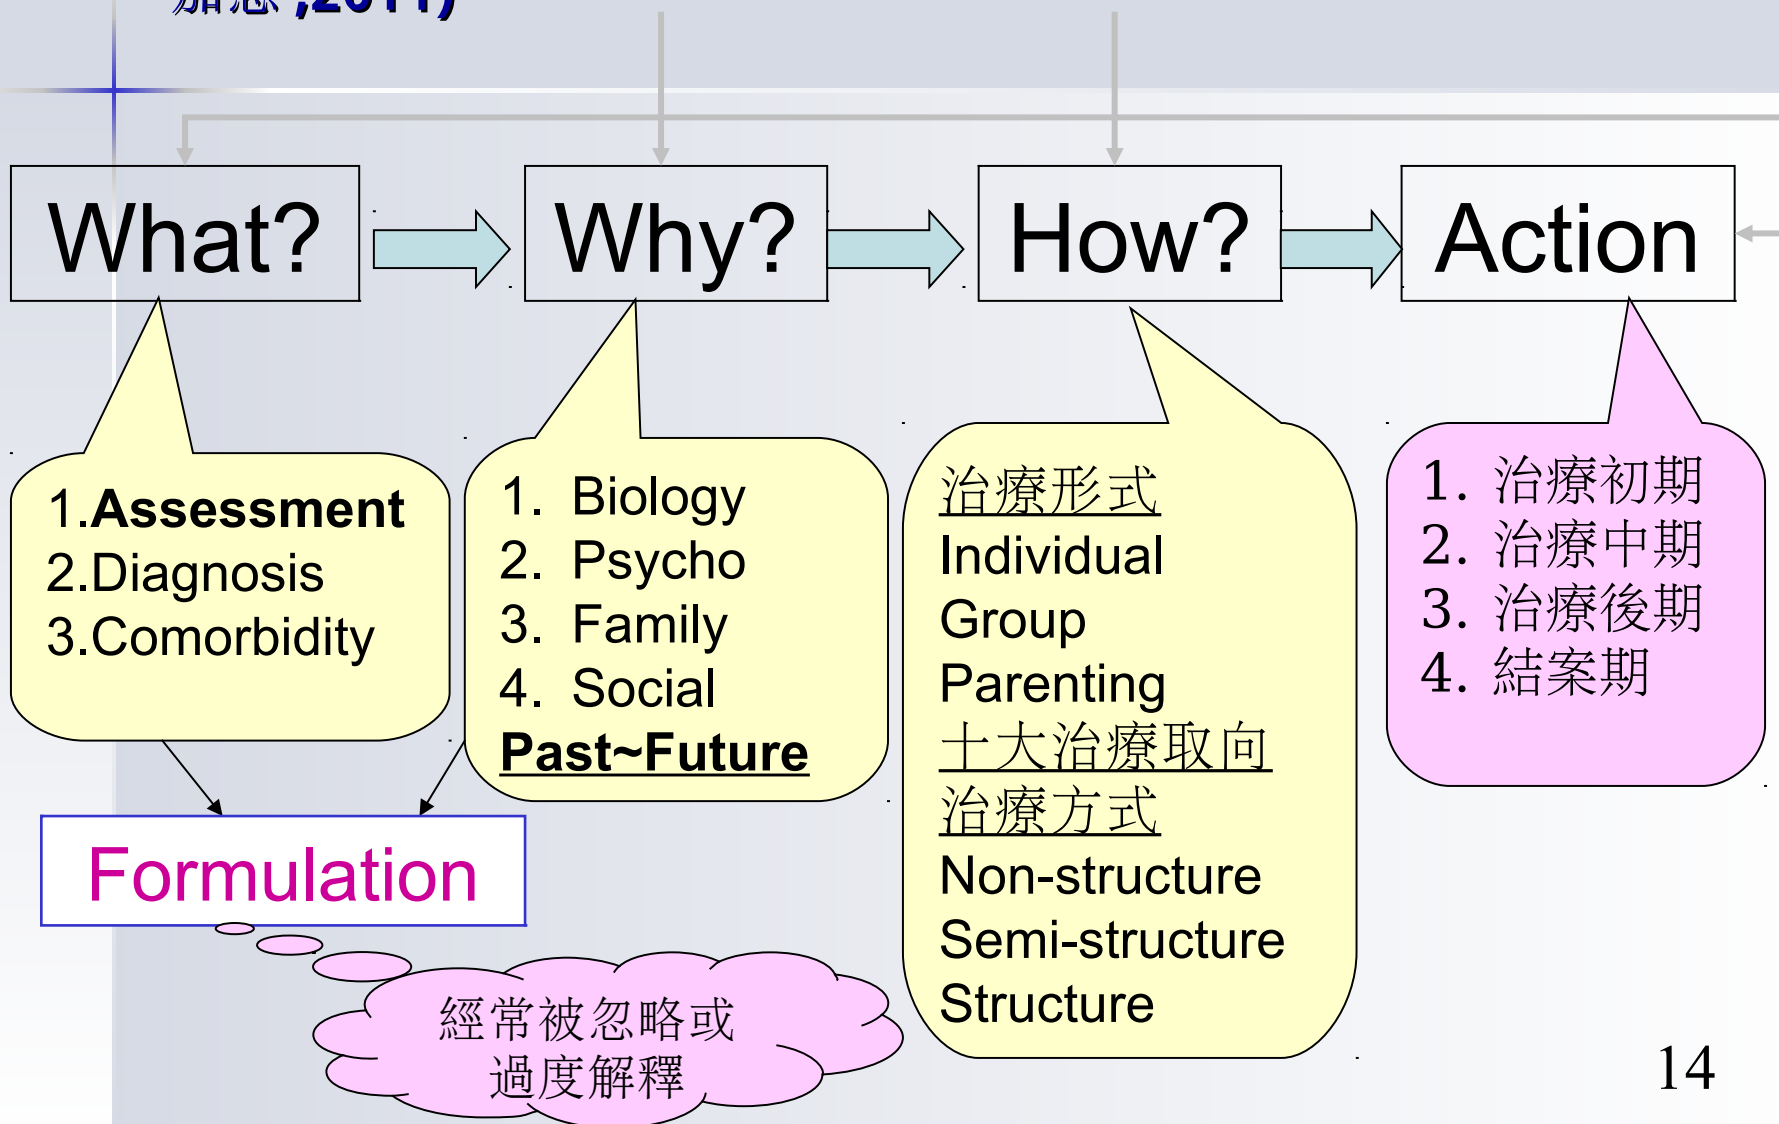 ,2011)
What?
Why?
How?
Action
1.Assessment
2.Diagnosis
3.Comorbidity
1. Biology
2. Psycho
3. Family
4. Social
Past~Future
治療形式
Individual
Group
Parenting
十大治療取向
治療方式
Non-structure
Semi-structure
Structure
1. 治療初期
2. 治療中期
3. 治療後期
4. 結案期
Formulation
經常被忽略或
過度解釋
14